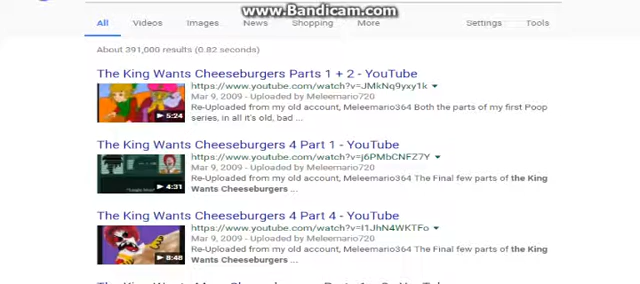 www.Bandicam.com
All Videos Images News Shopping More Settings Tools
About 391,000 results (0.82 seconds)
The King Wants Cheeseburgers Parts 1 + 2 - YouTube
https://www.youtube.com/watch?v=JMkNq9yxy1k
Mar 9, 2009 - Uploaded by Meleemario720
Re-Uploaded from my old account, Meleemario364 Both the parts of my first Poop
series, in all it's old, bad ...
5:24
The King Wants Cheeseburgers 4 Part 1 - YouTube
https://www.youtube.com/watch?v=j6PMbCNFZ7Y
Mar 9, 2009 - Uploaded by Meleemario720
Re-Uploaded from my old account, Meleemario364 The Final few parts of the King
Wants Cheeseburgers ...
4:31
The King Wants Cheeseburgers 4 Part 4 - YouTube
https://www.youtube.com/watch?v=I1JhN4WKTFo
Mar 9, 2009 - Uploaded by Meleemario720
Re-Uploaded from my old account, Meleemario364 The Final few parts of the King
Wants Cheeseburgers ...
8:48